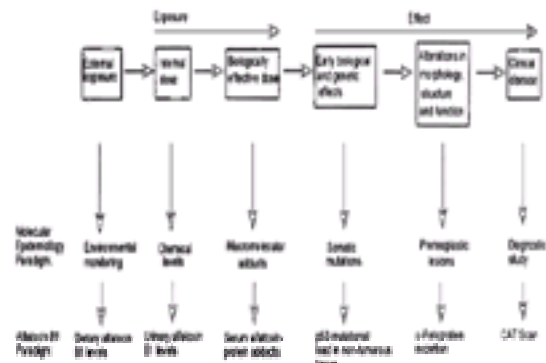 Exposure
Effect
External
exposure
Internal
dose
Biologically
effective dose
Early biological
and genetic
effects
Alterations in
morphology,
structure
and function
Clinical
disease
Molecular
Epidemiology
Paradigm
Environmental
monitoring
Chemical
levels
Macromolecular
adducts
Somatic
mutations
Preneoplastic
lesions
Diagnostic
study
Aflatoxin B1
Paradigm
Dietary aflatoxin
B1 levels
Urinary aflatoxin
B1 levels
Serum aflatoxin-
protein adducts
p53 mutational
load in non-tumorous
α-Fetoprotein
CAT Scan